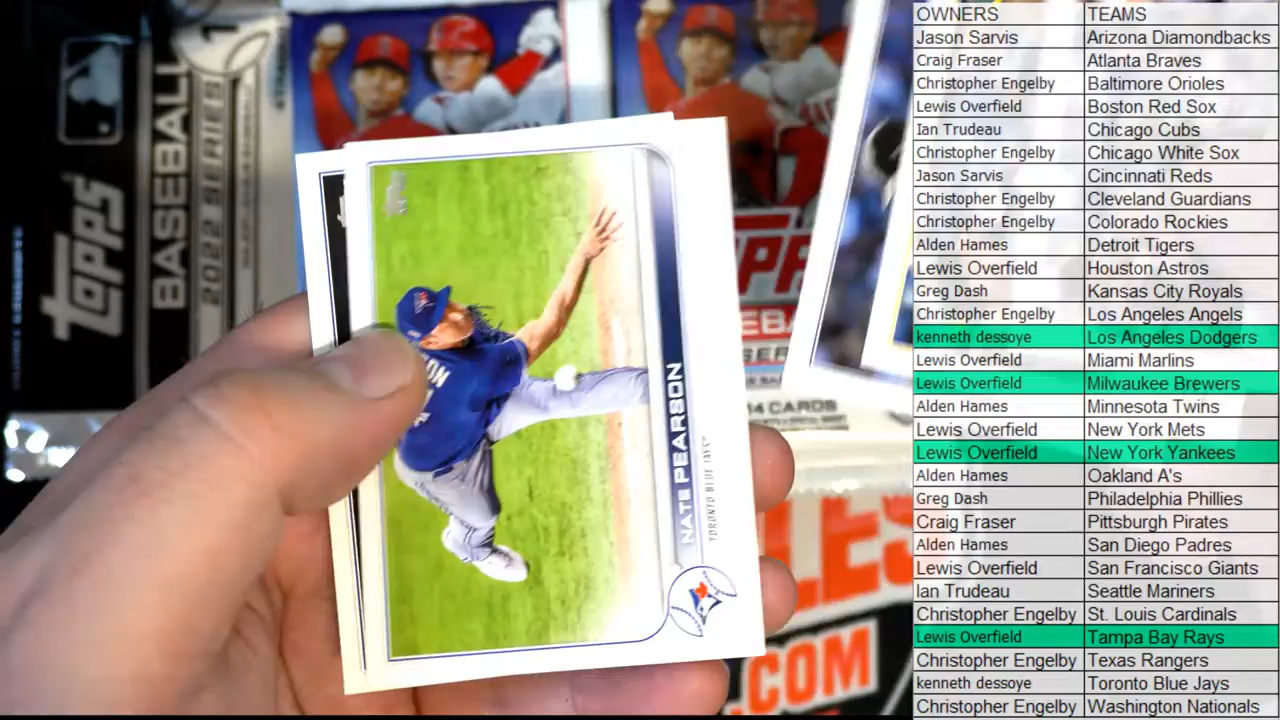 OWNERS TEAMS
Jason Sarvis Arizona Diamondbacks
Craig Fraser Atlanta Braves
Christopher Engelby Baltimore Orioles
Lewis Overfield Boston Red Sox
Ian Trudeau Chicago Cubs
Christopher Engelby Chicago White Sox
Jason Sarvis Cincinnati Reds
Christopher Engelby Cleveland Guardians
Christopher Engelby Colorado Rockies
Alden Hames Detroit Tigers
Lewis Overfield Houston Astros
Greg Dash Kansas City Royals
Christopher Engelby Los Angeles Angels
kenneth dessoye Los Angeles Dodgers
Lewis Overfield Miami Marlins
Lewis Overfield Milwaukee Brewers
Alden Hames Minnesota Twins
Lewis Overfield New York Mets
Lewis Overfield New York Yankees
Alden Hames Oakland A's
Greg Dash Philadelphia Phillies
Craig Fraser Pittsburgh Pirates
Alden Hames San Diego Padres
Lewis Overfield San Francisco Giants
Ian Trudeau Seattle Mariners
Christopher Engelby St. Louis Cardinals
Lewis Overfield Tampa Bay Rays
Christopher Engelby Texas Rangers
kenneth dessoye Toronto Blue Jays
Christopher Engelby Washington Nationals
TOPPS
BASEBALL
2022 SERIES 1
NATE PEARSON
TORONTO BLUE JAYS
14 CARDS
LES
.COM